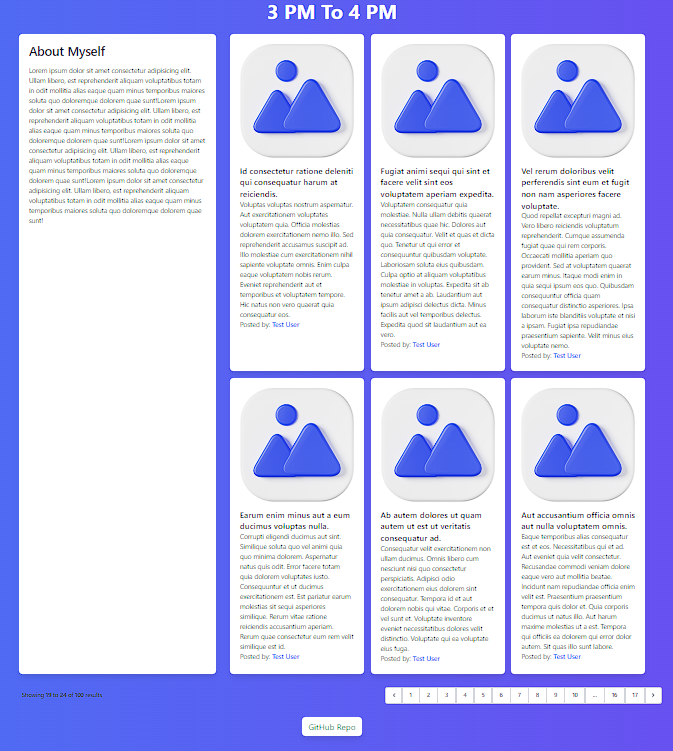 3 PM To 4 PM
About Myself
Lorem ipsum dolor sit amet consectetur adipisicing elit.
Ullam libero, est reprehenderit aliquam voluptatibus totam
in odit mollitia alias eaque quam minus temporibus maiores
soluta quo doloremque dolorem quae sunt!Lorem ipsum
dolor sit amet consectetur adipisicing elit. Ullam libero, est
reprehenderit aliquam voluptatibus totam in odit mollitia
alias eaque quam minus temporibus maiores soluta quo
doloremque dolorem quae sunt!Lorem ipsum dolor sit amet
consectetur adipisicing elit. Ullam libero, est reprehenderit
aliquam voluptatibus totam in odit mollitia alias eaque
quam minus temporibus maiores soluta quo doloremque
dolorem quae sunt!Lorem ipsum dolor sit amet consectetur
adipisicing elit. Ullam libero, est reprehenderit aliquam
voluptatibus totam in odit mollitia alias eaque quam minus
temporibus maiores soluta quo doloremque dolorem quae
sunt!
Id consectetur ratione deleniti
qui consequatur harum at
reiciendis.
Voluptas voluptas nostrum aspernatur.
Aut exercitationem voluptates
voluptatem quia. Officia molestias
dolorem exercitationem nemo illo. Sed
reprehenderit accusamus suscipit ad.
Illo molestiae cum exercitationem nihil
sapiente voluptate omnis. Enim culpa
eaque voluptatem nobis rerum.
Eveniet reprehenderit aut et
temporibus et voluptatem tempore.
Hic natus non vero quaerat quia
consequatur eos.
Posted by: Test User
Fugiat animi sequi qui sint et
facere velit sint eos
voluptatem aperiam expedita.
Voluptatem consequatur quia
molestiae. Nulla ullam debitis quaerat
necessitatibus quae hic. Dolores aut
quia consequatur. Velit et quas et dicta
quo. Tenetur ut qui error et
consequuntur quibusdam voluptate.
Laboriosam soluta eius quibusdam.
Culpa optio at aliquam voluptatibus
molestiae in voluptas. Expedita sit ab
tenetur amet a ab. Laudantium aut
ipsum adipisci delectus dicta. Minus
facilis aut vel temporibus delectus.
Expedita quod sit laudantium aut ea
vero.
Posted by: Test User
Vel rerum doloribus velit
perferendis sint eum et fugit
non nam asperiores facere
voluptate.
Quod repellat excepturi magni ad.
Vero libero reiciendis voluptatum
reprehenderit. Cumque assumenda
fugiat quae qui rem corporis.
Occaecati mollitia aperiam quo
provident. Sed at voluptatem quaerat
earum minus. Itaque modi enim in
quia sequi ipsum eos quo. Quibusdam
consequuntur officia quam
consequatur distinctio asperiores. Ipsa
laborum iste blanditiis voluptate et nisi
a ipsam. Fugiat ipsa repudiandae
praesentium sapiente. Velit minus eius
voluptate nemo.
Posted by: Test User
Earum enim minus aut a eum
ducimus voluptas nulla.
Corrupti eligendi ducimus aut sint.
Similique soluta quo vel animi quia
quo minima dolorem. Aspernatur
natus quis odit. Error facere totam
quia dolorem voluptates iusto.
Consequuntur et ut ducimus
exercitationem est. Est pariatur earum
molestias sit sequi asperiores
similique. Rerum vitae ratione
reiciendis accusantium aperiam.
Rerum quae consectetur eum rem velit
similique est id.
Posted by: Test User
Ab autem dolores ut quam
autem ut est ut veritatis
consequatur ad.
Consequatur velit exercitationem non
ullam ducimus. Omnis libero cum
nesciunt nisi quo consectetur
perspiciatis. Adipisci odio
exercitationem eius dolorem sint
consequatur. Tempora id et aut
dolorem nobis qui vitae. Corporis et et
vel sunt et. Voluptate inventore
eveniet necessitatibus dolores velit
distinctio. Voluptate qui ea voluptate
eius fuga.
Posted by: Test User
Aut accusantium officia omnis
aut nulla voluptatem omnis.
Eaque temporibus alias consequatur
est et eos. Necessitatibus qui et ad.
Aut eveniet quia velit consectetur.
Recusandae commodi veniam dolore
eaque vero aut mollitia beatae.
Incidunt nam repudiandae officia enim
velit est. Praesentium praesentium
tempora quis dolor et. Quia corporis
ducimus ut natus illo. Aut harum
maxime molestias ut a est. Tempora
qui officiis ea dolorem qui error dolor
autem. Sit quas illo sunt labore.
Posted by: Test User
Showing 19 to 24 of 100 results
‹ 1 2 3 4 5 6 7 8 9 10 ... 16 17 ›
GitHub Repo